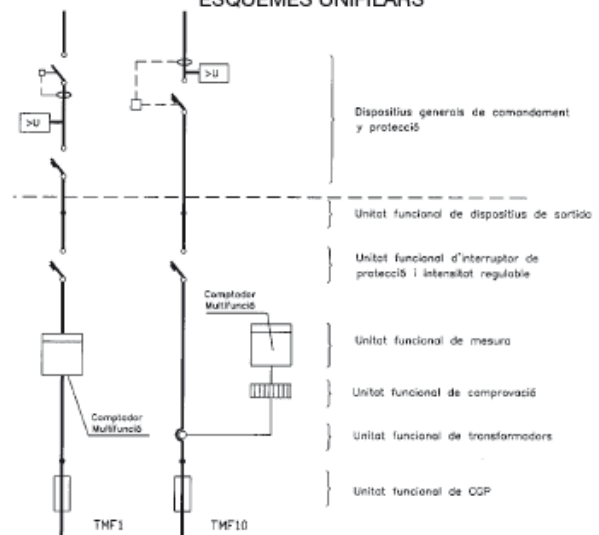 ESQUEMES UNIFILARS
>U
>U
Dispositius generals de comandament
y protecció
Unitat funcional de dispositius de sortida
Unitat funcional d'interruptor de
protecció i intensitat regulable
Comptador
Multifunció
Unitat funcional de mesura
Unitat funcional de comprovació
Comptador
Multifunció
Unitat funcional de transformadors
Unitat funcional de CGP
TMF1
TMF10